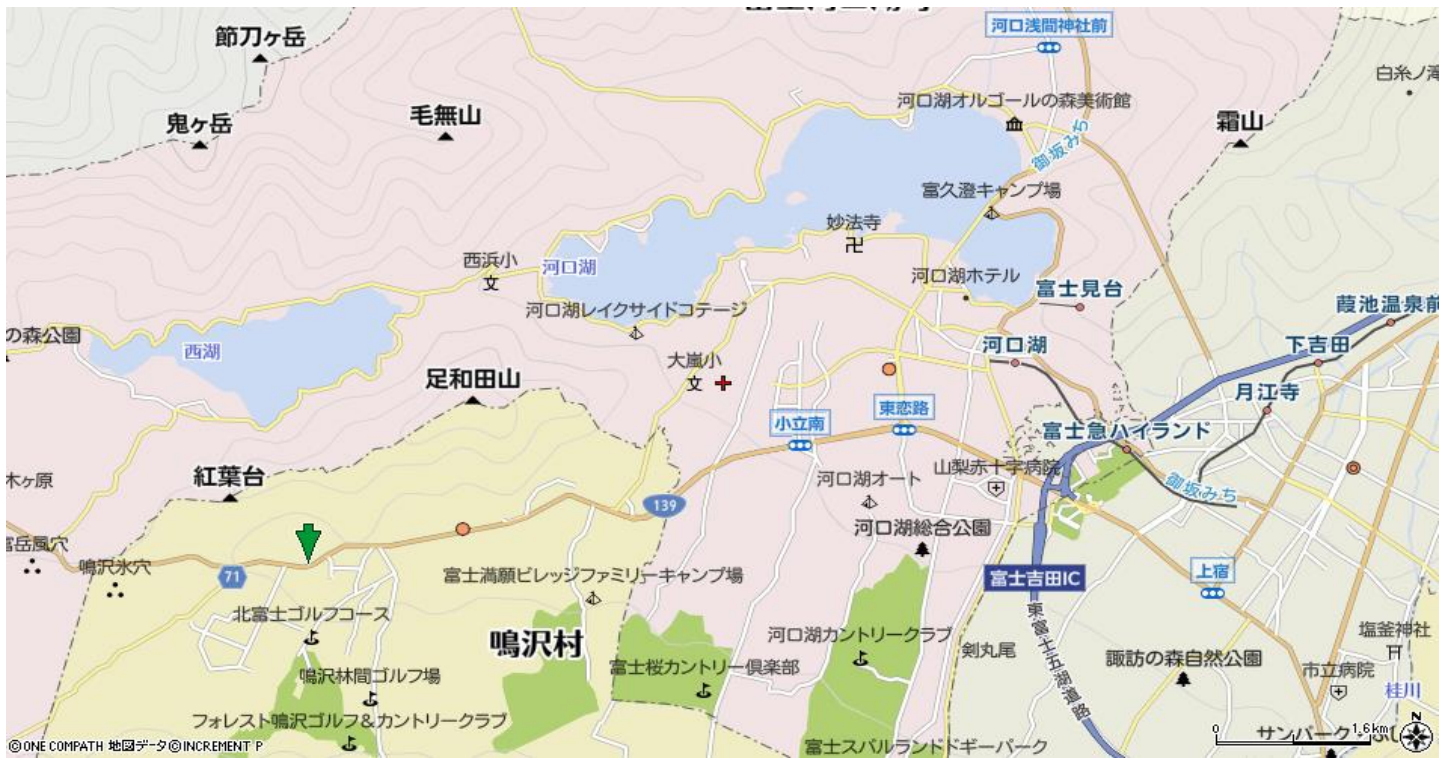 河口浅間神社前
節刀ヶ岳
白糸ノ滝
河口湖オルゴールの森美術館
毛無山
鬼ヶ岳
霜山
御坂みち
富久澄キャンプ場
妙法寺
西浜小
河口湖
河口湖ホテル
富士見台
河口湖レイクサイドコテージ
葭池温泉前
の森公園
西湖
河口湖
下吉田
大嵐小
足和田山
月江寺
東恋路
小立南
富士急ハイランド
山梨赤十字病院
紅葉台
木ヶ原
河口湖オート
御坂みち
139
河口湖総合公園
富岳風穴
鳴沢氷穴
71
富士満願ビレッジファミリーキャンプ場
富士吉田IC
上宿
北富士ゴルフコース
鳴沢村
河口湖カントリークラブ
剣丸尾
東富士五湖道路
塩釜神社
諏訪の森自然公園
富士桜カントリー倶楽部
市立病院
鳴沢林間ゴルフ場
桂川
フォレスト鳴沢ゴルフ&カントリークラブ
N
0
1.6km
サンパーク
©ONE COMPATH 地図データ©INCREMENT P
富士スバルランドドギーパーク